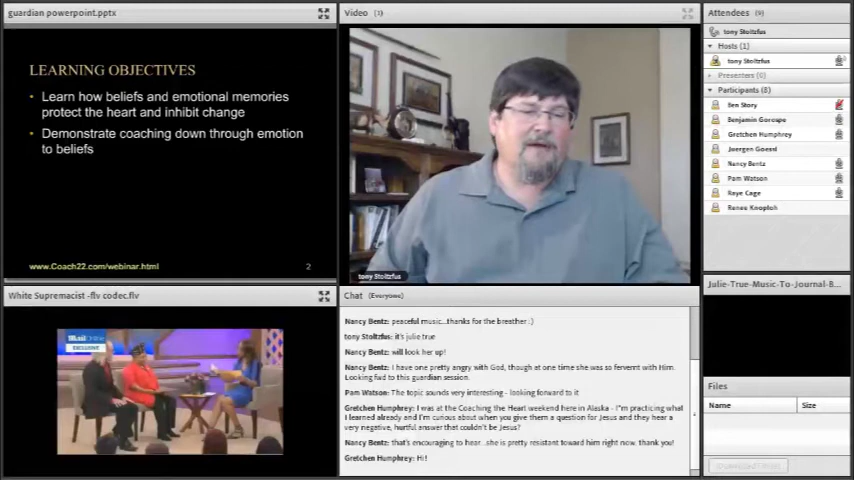 guardian powerpoint.pptx
LEARNING OBJECTIVES
• Learn how beliefs and emotional memories
protect the heart and inhibit change
• Demonstrate coaching down through emotion
to beliefs
www.Coach22.com/webinar.html
2
Video (1)
tony Stoltzfus
Attendees (9)
tony Stoltzfus
Hosts (1)
tony Stoltzfus
Presenters (0)
Participants (8)
Ben Story
Benjamin Gorospe
Gretchen Humphrey
Joergen Goessl
Nancy Bentz
Pam Watson
Raye Cage
White Supremacist -flv codec.flv
EXCLUSIVE
Chat (Everyone)
Nancy Bentz: peaceful music...thanks for the breather :)
tony Stoltzfus: it's julie true
Nancy Bentz: will look her up!
Nancy Bentz: I have one pretty angry with God, though at one time she was so fervernt with Him.
Looking fwd to this guardian session.
Pam Watson: The topic sounds very interesting - looking forward to it
Gretchen Humphrey: I was at the Coaching the Heart weekend here in Alaska - I"m practicing what
I learned already and I'm curious about when you give them a question for Jesus and they hear a
very negative, hurtful answer that couldn't be Jesus?
Nancy Bentz: that's encouraging to hear...she is pretty resistant toward him right now. thank you!
Gretchen Humphrey: Hi!
Julie-True-Music-To-Journal-B...
Files
Name
Size